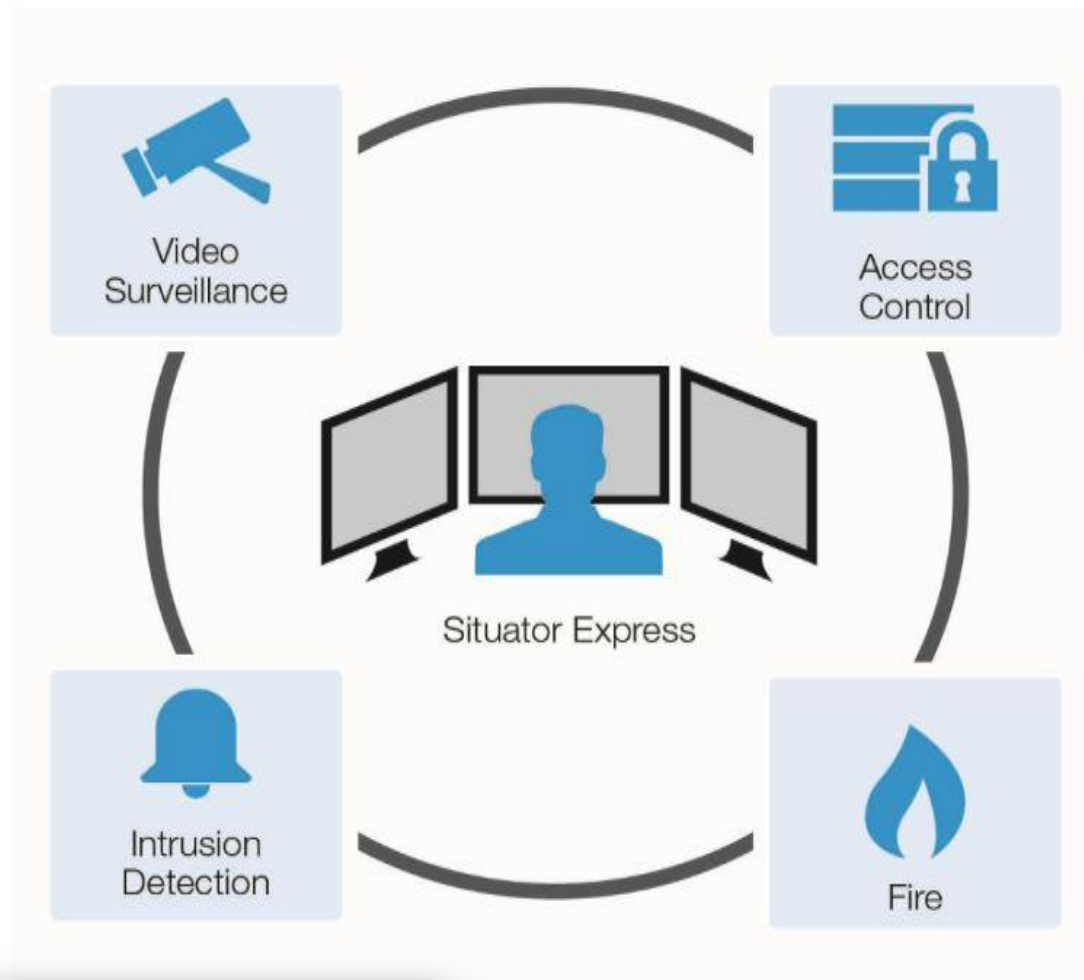 Video
Surveillance
Access
Control
Situator Express
Intrusion
Detection
Fire